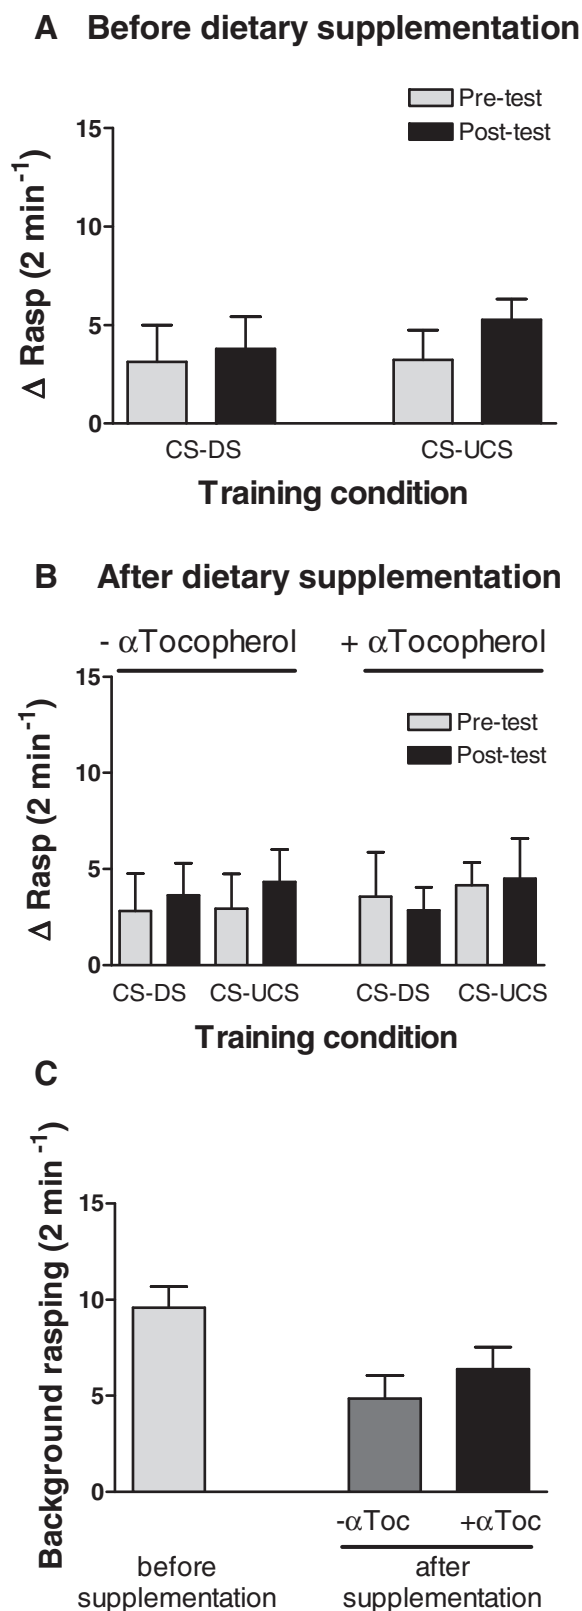 A Before dietary supplementation
Pre-test
Post-test
15
10
5
0
Δ Rasp (2 min-1)
CS-DS CS-UCS
Training condition
B After dietary supplementation
- αTocopherol + αTocopherol
Pre-test
Post-test
15
10
5
0
Δ Rasp (2 min-1)
CS-DS CS-UCS CS-DS CS-UCS
Training condition
C
15
10
5
0
Background rasping (2 min-1)
-αToc +αToc
before after
supplementation supplementation